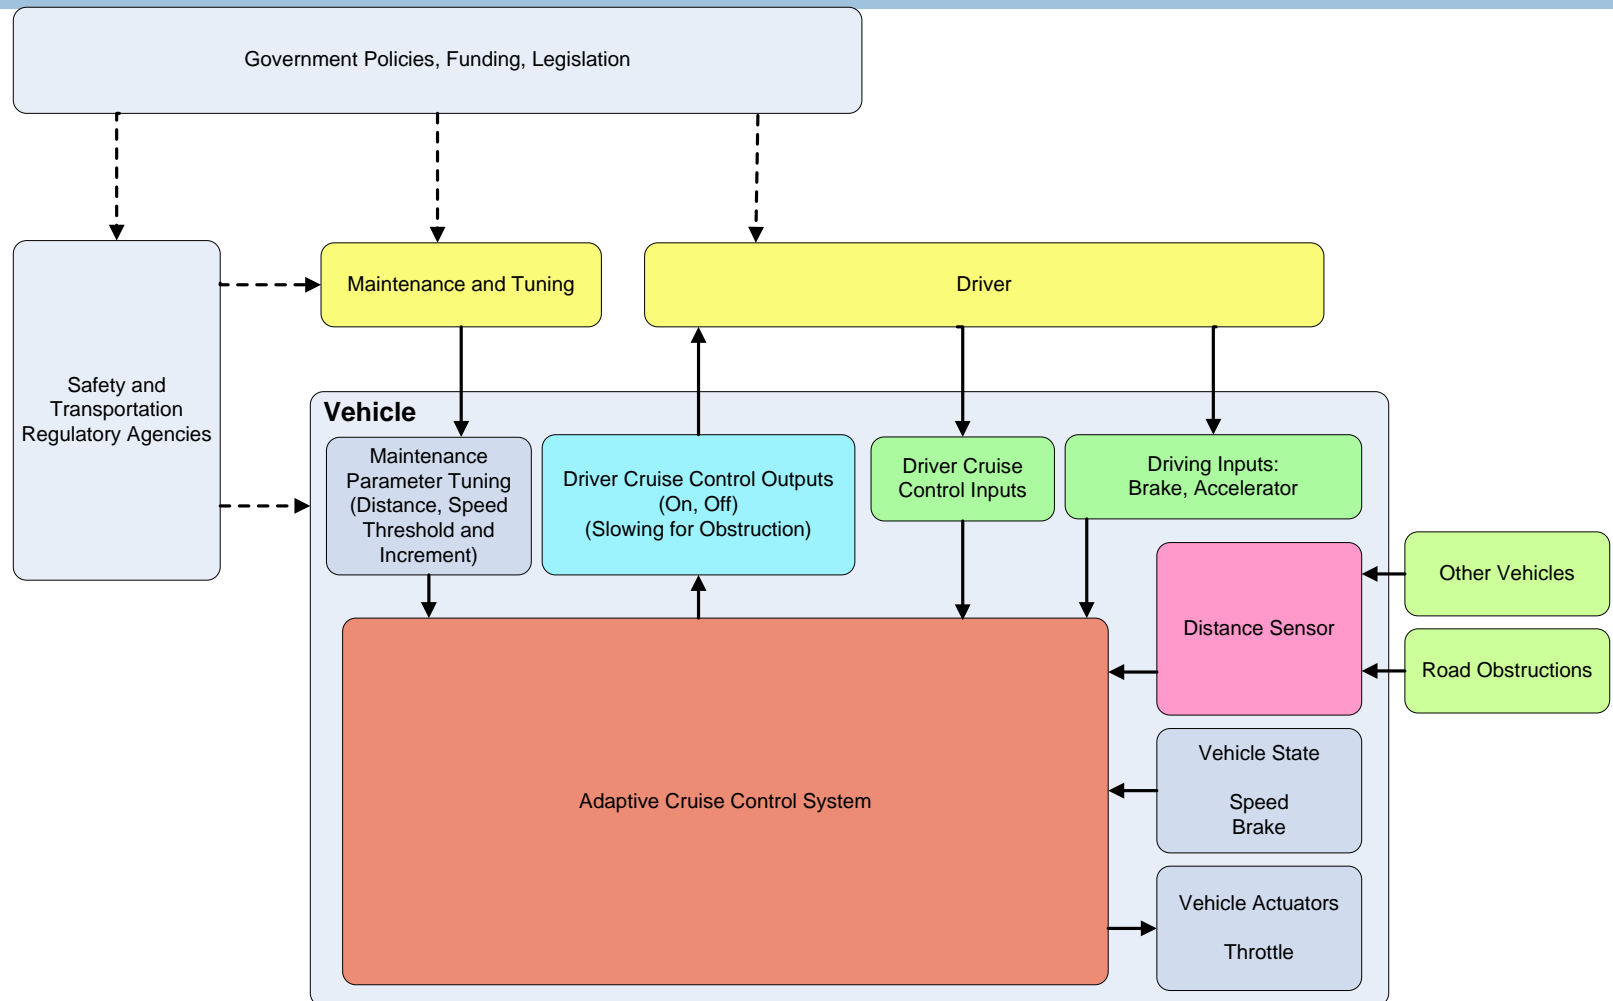 Government Policies, Funding, Legislation
Maintenance and Tuning
Driver
Safety and
Transportation
Regulatory Agencies
Vehicle
Maintenance
Parameter Tuning
(Distance, Speed
Threshold and
Increment)
Driver Cruise Control Outputs
(On, Off)
(Slowing for Obstruction)
Driver Cruise
Control Inputs
Driving Inputs:
Brake, Accelerator
Other Vehicles
Distance Sensor
Road Obstructions
Vehicle State
Speed
Brake
Adaptive Cruise Control System
Vehicle Actuators
Throttle